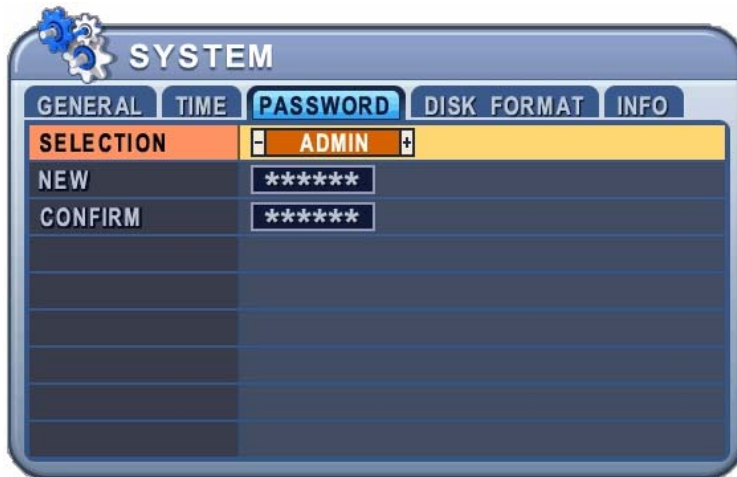 SYSTEM
GENERAL TIME PASSWORD DISK FORMAT INFO
SELECTION - ADMIN +
NEW ******
CONFIRM ******